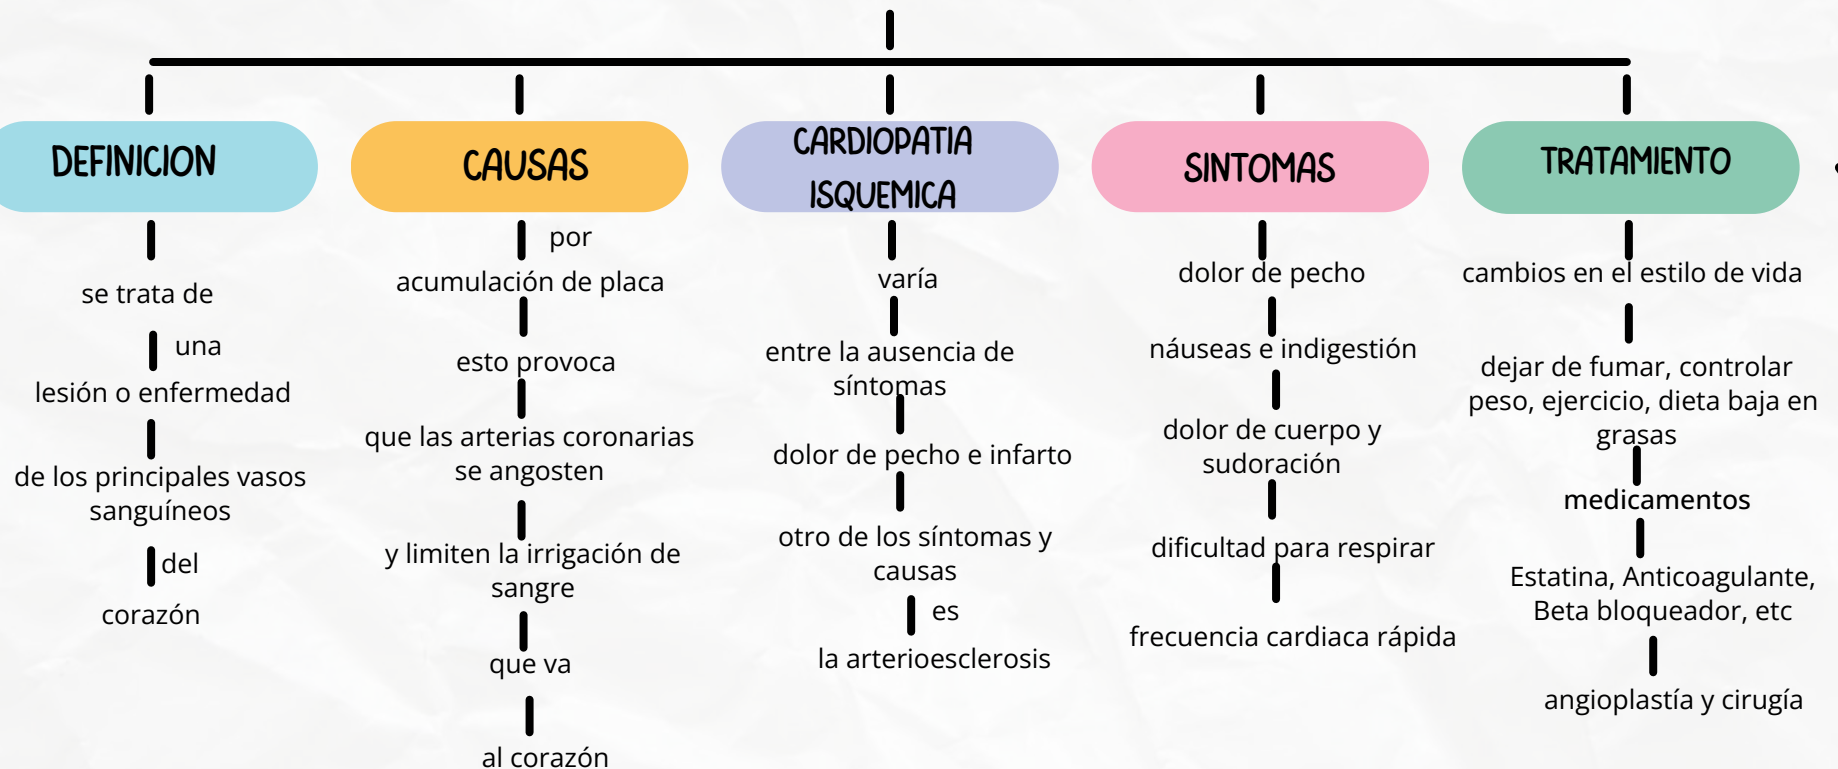 DEFINICION
se trata de
una
lesión o enfermedad
de los principales vasos
sanguíneos
del
corazón
CAUSAS
por
acumulación de placa
esto provoca
que las arterias coronarias
se angosten
y limiten la irrigación de
sangre
que va
al corazón
CARDIOPATIA
ISQUEMICA
varía
entre la ausencia de
síntomas
dolor de pecho e infarto
otro de los síntomas y
causas
es
la arterioesclerosis
SINTOMAS
dolor de pecho
náuseas e indigestión
dolor de cuerpo y
sudoración
dificultad para respirar
frecuencia cardiaca rápida
TRATAMIENTO
cambios en el estilo de vida
dejar de fumar, controlar
peso, ejercicio, dieta baja en
grasas
medicamentos
Estatina, Anticoagulante,
Beta bloqueador, etc
angioplastía y cirugía